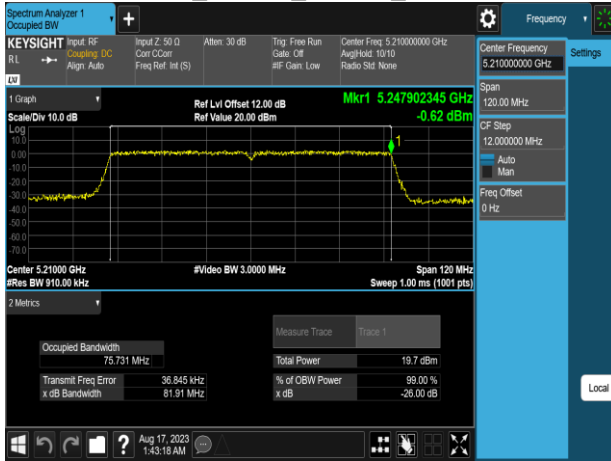 Spectrum Analyzer 1
Occupied BW
+
Frequency
KEYSIGHT
RL
LXI
Input: RF
Coupling: DC
Align: Auto
Input Z: 50 Ω
Corr CCorr
Freq Ref: Int (S)
Atten: 30 dB
Trig: Free Run
Gate: Off
#IF Gain: Low
Center Freq: 5.210000000 GHz
Avg|Hold: 10/10
Radio Std: None
Center Frequency
5.210000000 GHz
Settings
Span
120.00 MHz
CF Step
12.000000 MHz
Auto
Man
Freq Offset
0 Hz
1 Graph
Scale/Div 10.0 dB
Ref Lvl Offset 12.00 dB
Ref Value 20.00 dBm
Mkr1 5.247902345 GHz
-0.62 dBm
Log
10.0
0.00
-10.0
-20.0
-30.0
-40.0
-50.0
-60.0
-70.0
1
Center 5.21000 GHz
#Res BW 910.00 kHz
#Video BW 3.0000 MHz
Span 120 MHz
Sweep 1.00 ms (1001 pts)
2 Metrics
Measure Trace Trace 1
Occupied Bandwidth
75.731 MHz
Total Power 19.7 dBm
Transmit Freq Error 36.845 kHz
% of OBW Power 99.00 %
x dB Bandwidth 81.91 MHz
x dB -26.00 dB
Local
?
Aug 17, 2023
1:43:18 AM